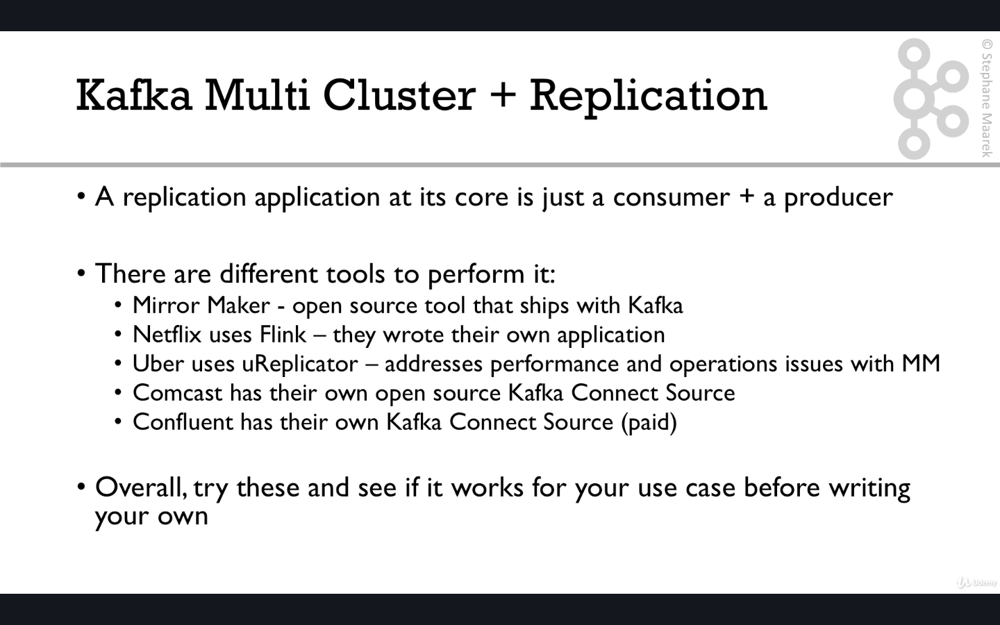 Kafka Multi Cluster + Replication
© Stephane Maarek
• A replication application at its core is just a consumer + a producer
• There are different tools to perform it:
• Mirror Maker - open source tool that ships with Kafka
• Netflix uses Flink – they wrote their own application
• Uber uses uReplicator – addresses performance and operations issues with MM
• Comcast has their own open source Kafka Connect Source
• Confluent has their own Kafka Connect Source (paid)
• Overall, try these and see if it works for your use case before writing
your own
Udemy